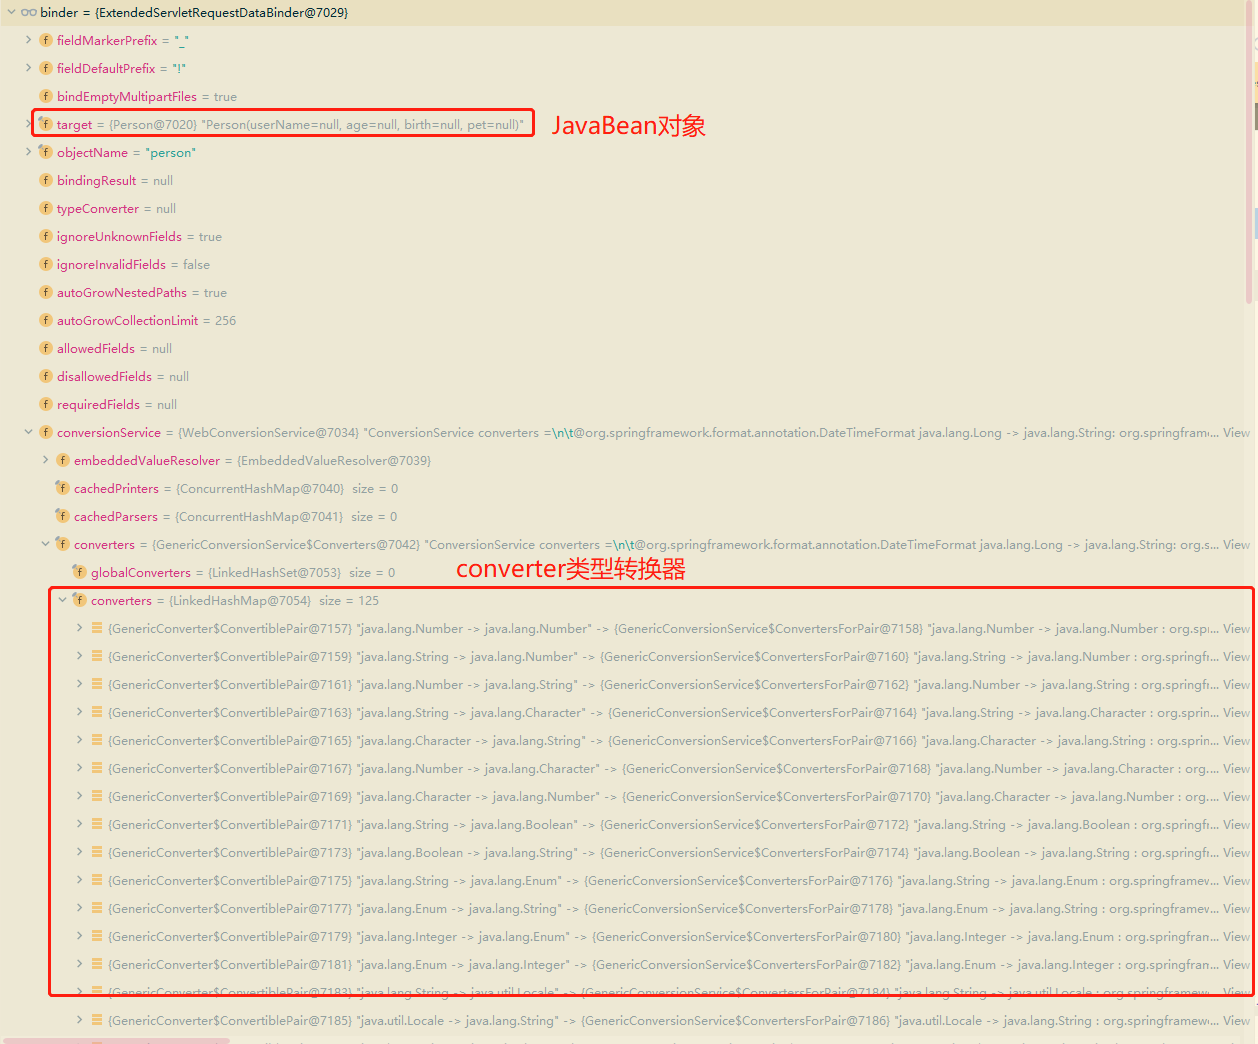 binder = {ExtendedServletRequestDataBinder@7029}
fieldMarkerPrefix = "_"
fieldDefaultPrefix = "!"
bindEmptyMultipartFiles = true
target = {Person@7020} "Person(userName=null, age=null, birth=null, pet=null)" JavaBean对象
objectName = "person"
bindingResult = null
typeConverter = null
ignoreUnknownFields = true
ignoreInvalidFields = false
autoGrowNestedPaths = true
autoGrowCollectionLimit = 256
allowedFields = null
disallowedFields = null
requiredFields = null
conversionService = {WebConversionService@7034} "ConversionService converters =\n\t@org.springframework.format.annotation.DateTimeFormat java.lang.Long -> java.lang.String: org.springfram... View
embeddedValueResolver = {EmbeddedValueResolver@7039}
cachedPrinters = {ConcurrentHashMap@7040} size = 0
cachedParsers = {ConcurrentHashMap@7041} size = 0
converters = {GenericConversionService$Converters@7042} "ConversionService converters =\n\t@org.springframework.format.annotation.DateTimeFormat java.lang.Long -> java.lang.String: org.s... View
globalConverters = {LinkedHashSet@7053} size = 0 converter类型转换器
converters = {LinkedHashMap@7054} size = 125
{GenericConverter$ConvertiblePair@7157} "java.lang.Number -> java.lang.Number" -> {GenericConversionService$ConvertersForPair@7158} "java.lang.Number -> java.lang.Number : org.sp... View
{GenericConverter$ConvertiblePair@7159} "java.lang.String -> java.lang.Number" -> {GenericConversionService$ConvertersForPair@7160} "java.lang.String -> java.lang.Number : org.springf... View
{GenericConverter$ConvertiblePair@7161} "java.lang.Number -> java.lang.String" -> {GenericConversionService$ConvertersForPair@7162} "java.lang.Number -> java.lang.String : org.springf... View
{GenericConverter$ConvertiblePair@7163} "java.lang.String -> java.lang.Character" -> {GenericConversionService$ConvertersForPair@7164} "java.lang.String -> java.lang.Character : org.sprin... View
{GenericConverter$ConvertiblePair@7165} "java.lang.Character -> java.lang.String" -> {GenericConversionService$ConvertersForPair@7166} "java.lang.Character -> java.lang.String : org.sprin... View
{GenericConverter$ConvertiblePair@7167} "java.lang.Number -> java.lang.Character" -> {GenericConversionService$ConvertersForPair@7168} "java.lang.Number -> java.lang.Character : org.... View
{GenericConverter$ConvertiblePair@7169} "java.lang.Character -> java.lang.Number" -> {GenericConversionService$ConvertersForPair@7170} "java.lang.Character -> java.lang.Number : org.... View
{GenericConverter$ConvertiblePair@7171} "java.lang.String -> java.lang.Boolean" -> {GenericConversionService$ConvertersForPair@7172} "java.lang.String -> java.lang.Boolean : org.springf... View
{GenericConverter$ConvertiblePair@7173} "java.lang.Boolean -> java.lang.String" -> {GenericConversionService$ConvertersForPair@7174} "java.lang.Boolean -> java.lang.String : org.springf... View
{GenericConverter$ConvertiblePair@7175} "java.lang.String -> java.lang.Enum" -> {GenericConversionService$ConvertersForPair@7176} "java.lang.String -> java.lang.Enum : org.springframev... View
{GenericConverter$ConvertiblePair@7177} "java.lang.Enum -> java.lang.String" -> {GenericConversionService$ConvertersForPair@7178} "java.lang.Enum -> java.lang.String : org.springframev... View
{GenericConverter$ConvertiblePair@7179} "java.lang.Integer -> java.lang.Enum" -> {GenericConversionService$ConvertersForPair@7180} "java.lang.Integer -> java.lang.Enum : org.springfran... View
{GenericConverter$ConvertiblePair@7181} "java.lang.Enum -> java.lang.Integer" -> {GenericConversionService$ConvertersForPair@7182} "java.lang.Enum -> java.lang.Integer : org.springfran... View
{GenericConverter$ConvertiblePair@7183} "java.lang.String -> java.util.Locale" -> {GenericConversionService$ConvertersForPair@7184} "java.lang.String -> java.util.Locale : org.springframew... View
{GenericConverter$ConvertiblePair@7185} "java.util.Locale -> java.lang.String" -> {GenericConversionService$ConvertersForPair@7186} "java.util.Locale -> java.lang.String : org.springframew... View